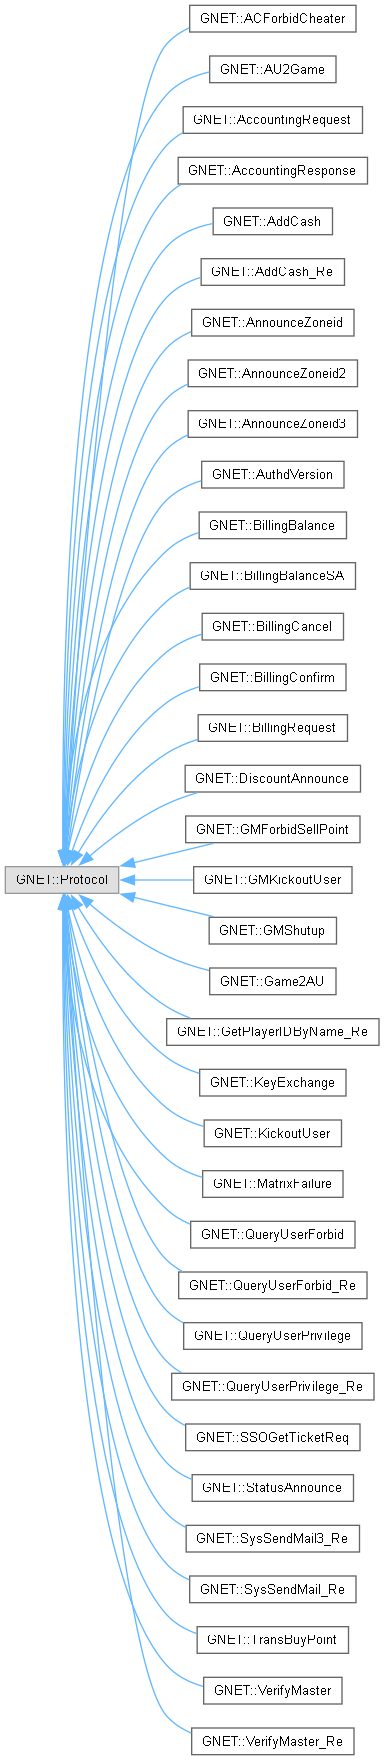 GNET::ACForbidCheater
GNET::AU2Game
GNET::AccountingRequest
GNET::AccountingResponse
GNET::AddCash
GNET::AddCash_Re
GNET::AnnounceZoneid
GNET::AnnounceZoneid2
GNET::AnnounceZoneid3
GNET::AuthdVersion
GNET::BillingBalance
GNET::BillingBalanceSA
GNET::BillingCancel
GNET::BillingConfirm
GNET::BillingRequest
GNET::DiscountAnnounce
GNET::GMForbidSellPoint
GNET::Protocol
GNET::GMKickoutUser
GNET::GMShutup
GNET::Game2AU
GNET::GetPlayerIDByName_Re
GNET::KeyExchange
GNET::KickoutUser
GNET::MatrixFailure
GNET::QueryUserForbid
GNET::QueryUserForbid_Re
GNET::QueryUserPrivilege
GNET::QueryUserPrivilege_Re
GNET::SSOGetTicketReq
GNET::StatusAnnounce
GNET::SysSendMail3_Re
GNET::SysSendMail_Re
GNET::TransBuyPoint
GNET::VerifyMaster
GNET::VerifyMaster_Re